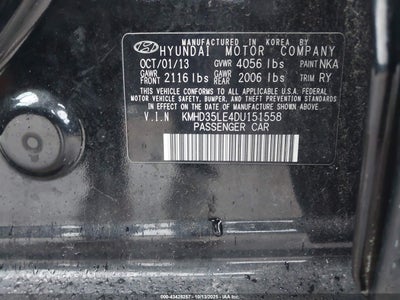 MANUFACTURED IN KOREA BY
HYUNDAI MOTOR COMPANY
OCT/01/13 GVWR 4056 lbs PAINT NKA
GAWR FRONT 2116 lbs GAWR REAR 2006 lbs TRIM RY
THIS VEHICLE CONFORMS TO ALL APPLICABLE U.S.A. FEDERAL
MOTOR VEHICLE SAFETY, BUMPER, AND THEFT PREVENTION STANDARDS
IN EFFECT ON THE DATE OF MANUFACTURE SHOWN ABOVE.
V.I.N KMHD35LE4DU151558
PASSENGER CAR